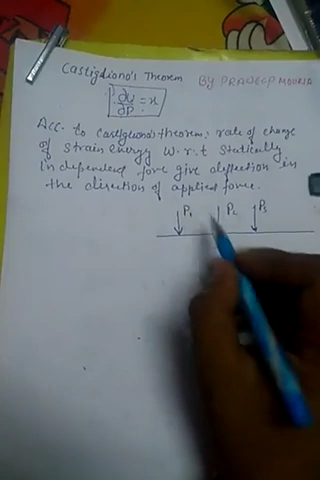 Castigliano's Theorem By PRADEEP MOURIA
∂U/∂P = x
Acc. to Castigliono's theorem; rate of change
of strain energy w.r.t statically
independent force give deflection in
the direction of applied force.
P₁ P₂ P₃